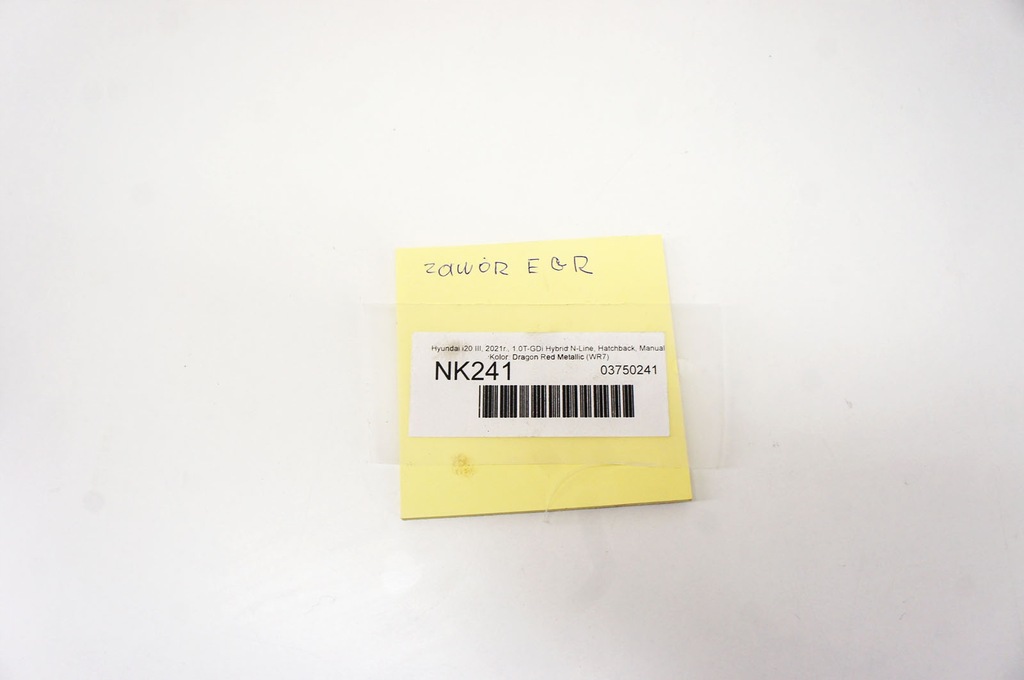 zawór EGR
Hyundai i20 III, 2021r., 1.0T-GDi Hybrid N-Line, Hatchback, Manual
Kolor: Dragon Red Metallic (WR7)
NK241 03750241